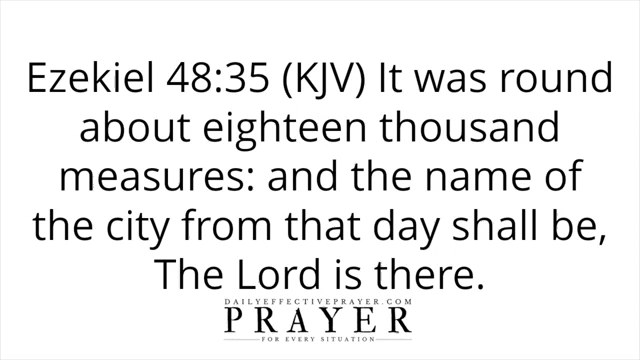 Ezekiel 48:35 (KJV) It was round
about eighteen thousand
measures: and the name of
the city from that day shall be,
The Lord is there.
DAILYEFFECTIVEPRAYER.COM
PRAYER
FOR EVERY SITUATION